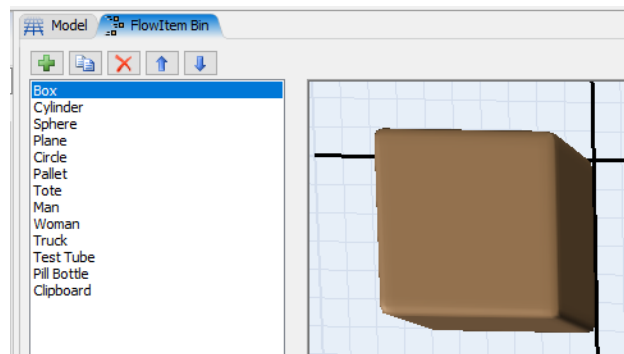 Model FlowItem Bin
Box
Cylinder
Sphere
Plane
Circle
Pallet
Tote
Man
Woman
Truck
Test Tube
Pill Bottle
Clipboard